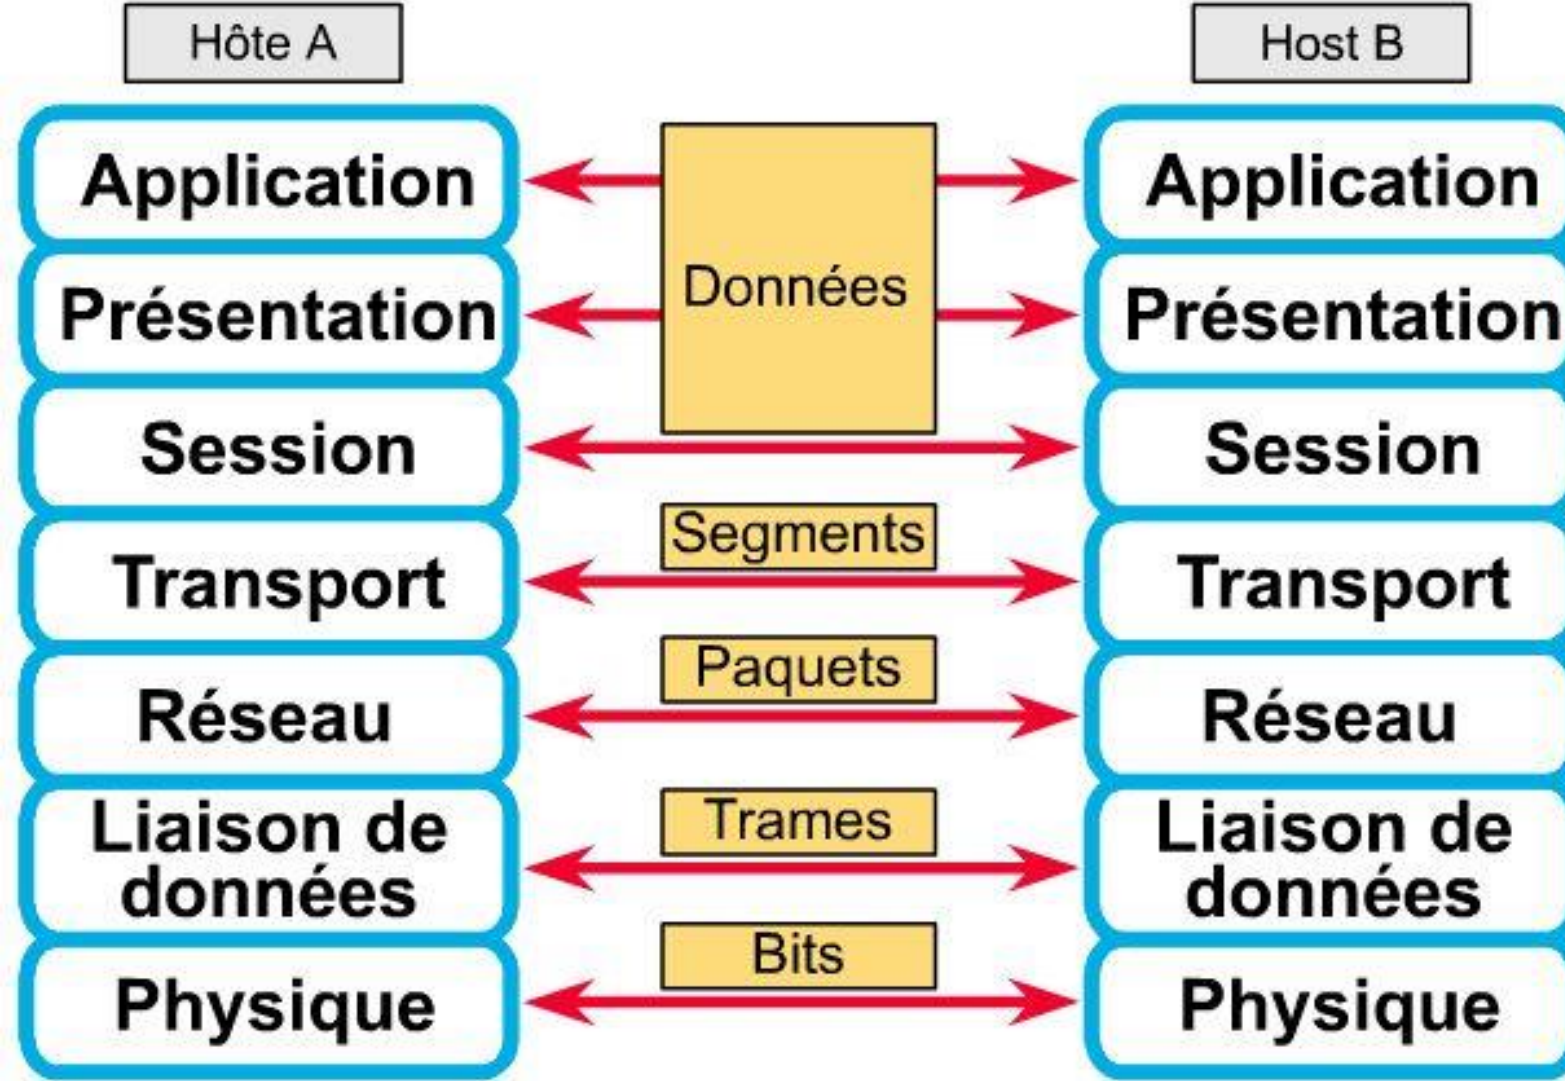 Hôte A
Host B
Application
Application
Données
Présentation
Présentation
Session
Session
Segments
Transport
Transport
Paquets
Réseau
Réseau
Trames
Liaison de
données
Liaison de
données
Bits
Physique
Physique